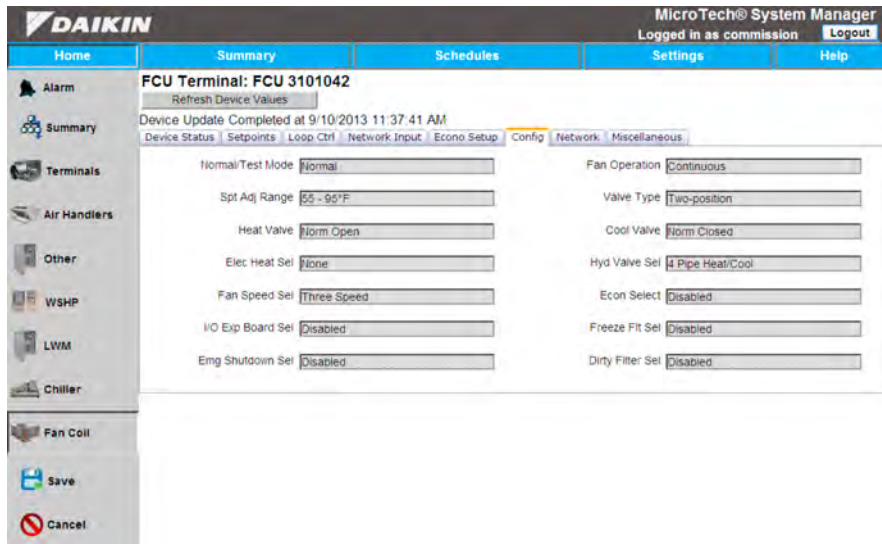 DAIKIN
MicroTech® System Manager
Logged in as commission Logout
Home Summary Schedules Settings Help
Alarm
Summary
Terminals
Air Handlers
Other
WSHP
LWM
Chiller
Fan Coil
Save
Cancel
FCU Terminal: FCU 3101042
Refresh Device Values
Device Update Completed at 9/10/2013 11:37:41 AM
Device Status Setpoints Loop Ctrl Network Input Econo Setup Config Network Miscellaneous
Normal/Test Mode Normal Fan Operation Continuous
Spt Adj Range 55 - 95°F Valve Type Two-position
Heat Valve Norm Open Cool Valve Norm Closed
Elec Heat Sel None Hyd Valve Sel 4 Pipe Heat/Cool
Fan Speed Sel Three Speed Econ Select Disabled
I/O Exp Board Sel Disabled Freeze Flt Sel Disabled
Emg Shutdown Sel Disabled Dirty Filter Sel Disabled